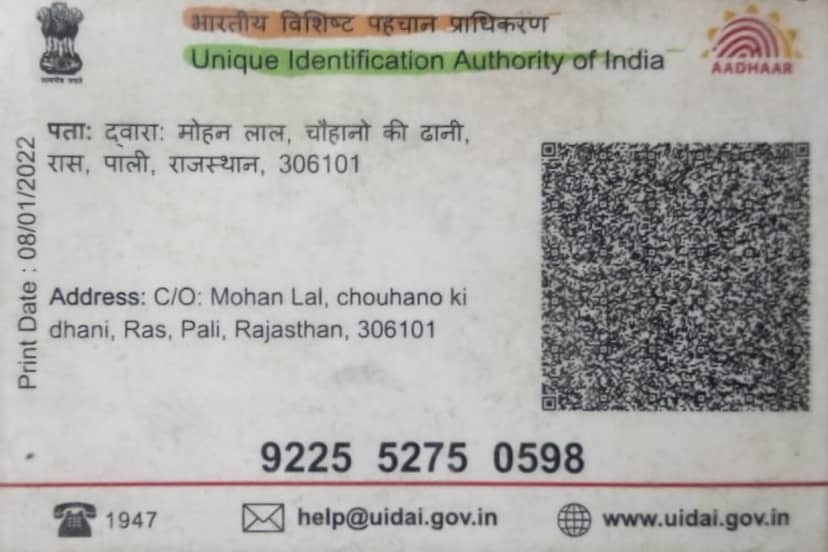 भारतीय विशिष्ट पहचान प्राधिकरण
Unique Identification Authority of India
AADHAAR
सत्यमेव जयते
Print Date : 08/01/2022
पता: द्वारा: मोहन लाल, चौहानो की ढानी,
रास, पाली, राजस्थान, 306101
Address: C/O: Mohan Lal, chouhano ki
dhani, Ras, Pali, Rajasthan, 306101
9225 5275 0598
1947
help@uidai.gov.in
www.uidai.gov.in